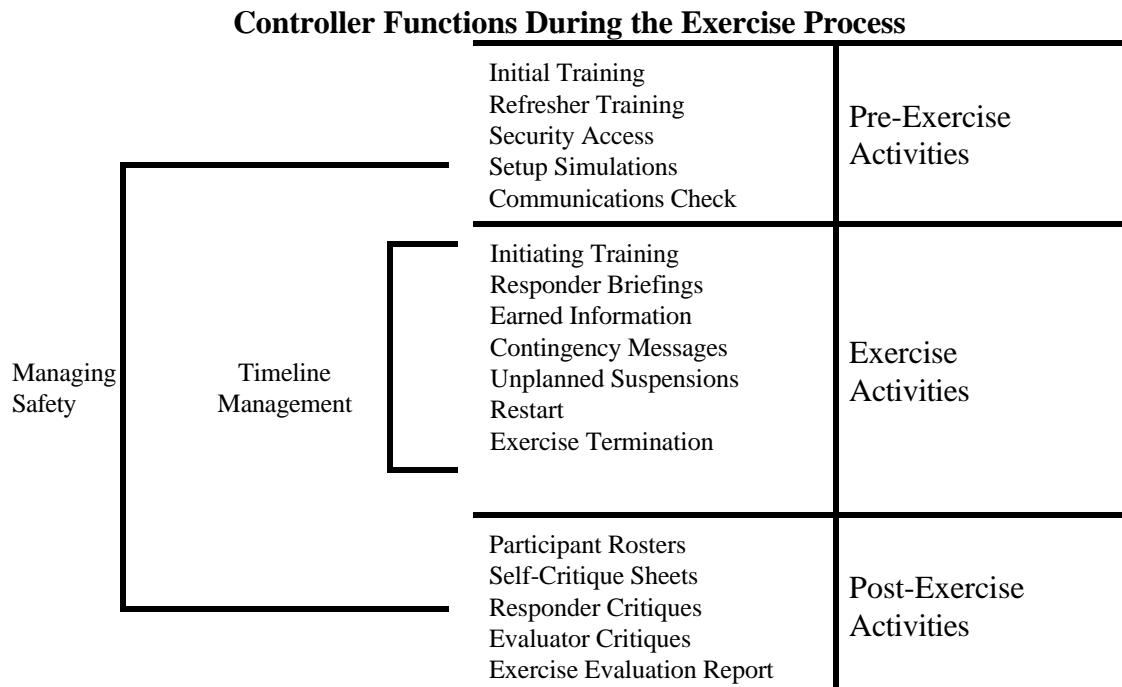 Controller Functions During the Exercise Process
Initial Training
Refresher Training
Security Access
Setup Simulations
Communications Check
Pre-Exercise
Activities
Managing
Safety
Timeline
Management
Initiating Training
Responder Briefings
Earned Information
Contingency Messages
Unplanned Suspensions
Restart
Exercise Termination
Exercise
Activities
Participant Rosters
Self-Critique Sheets
Responder Critiques
Evaluator Critiques
Exercise Evaluation Report
Post-Exercise
Activities